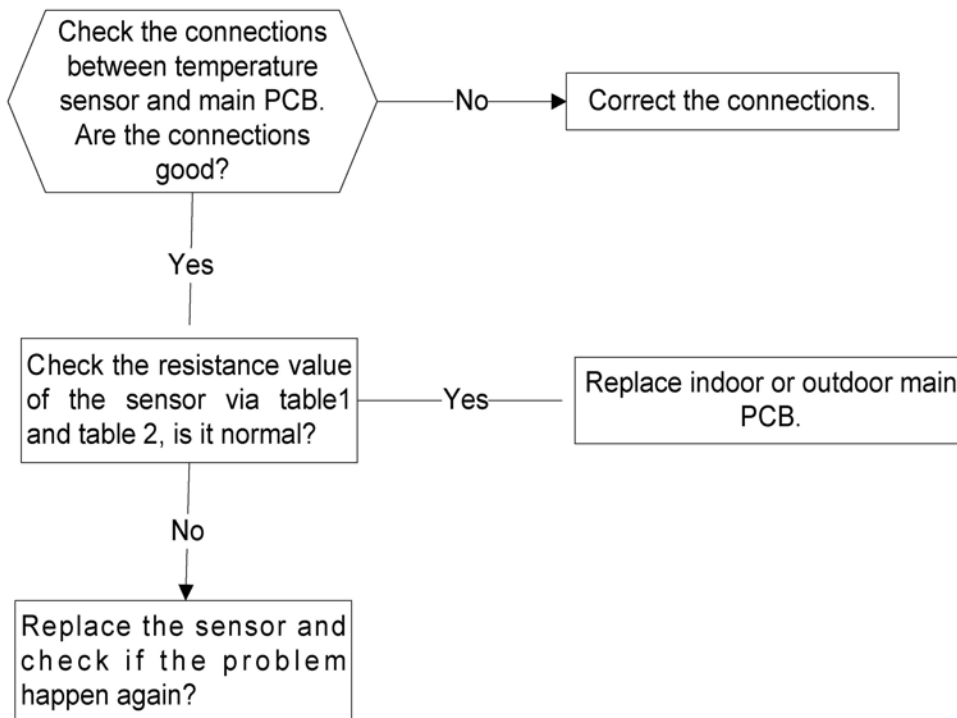 Check the connections
between temperature
sensor and main PCB.
Are the connections
good?
No
Correct the connections.
Yes
Check the resistance value
of the sensor via table1
and table 2, is it normal?
Yes
Replace indoor or outdoor main
PCB.
No
Replace the sensor and
check if the problem
happen again?